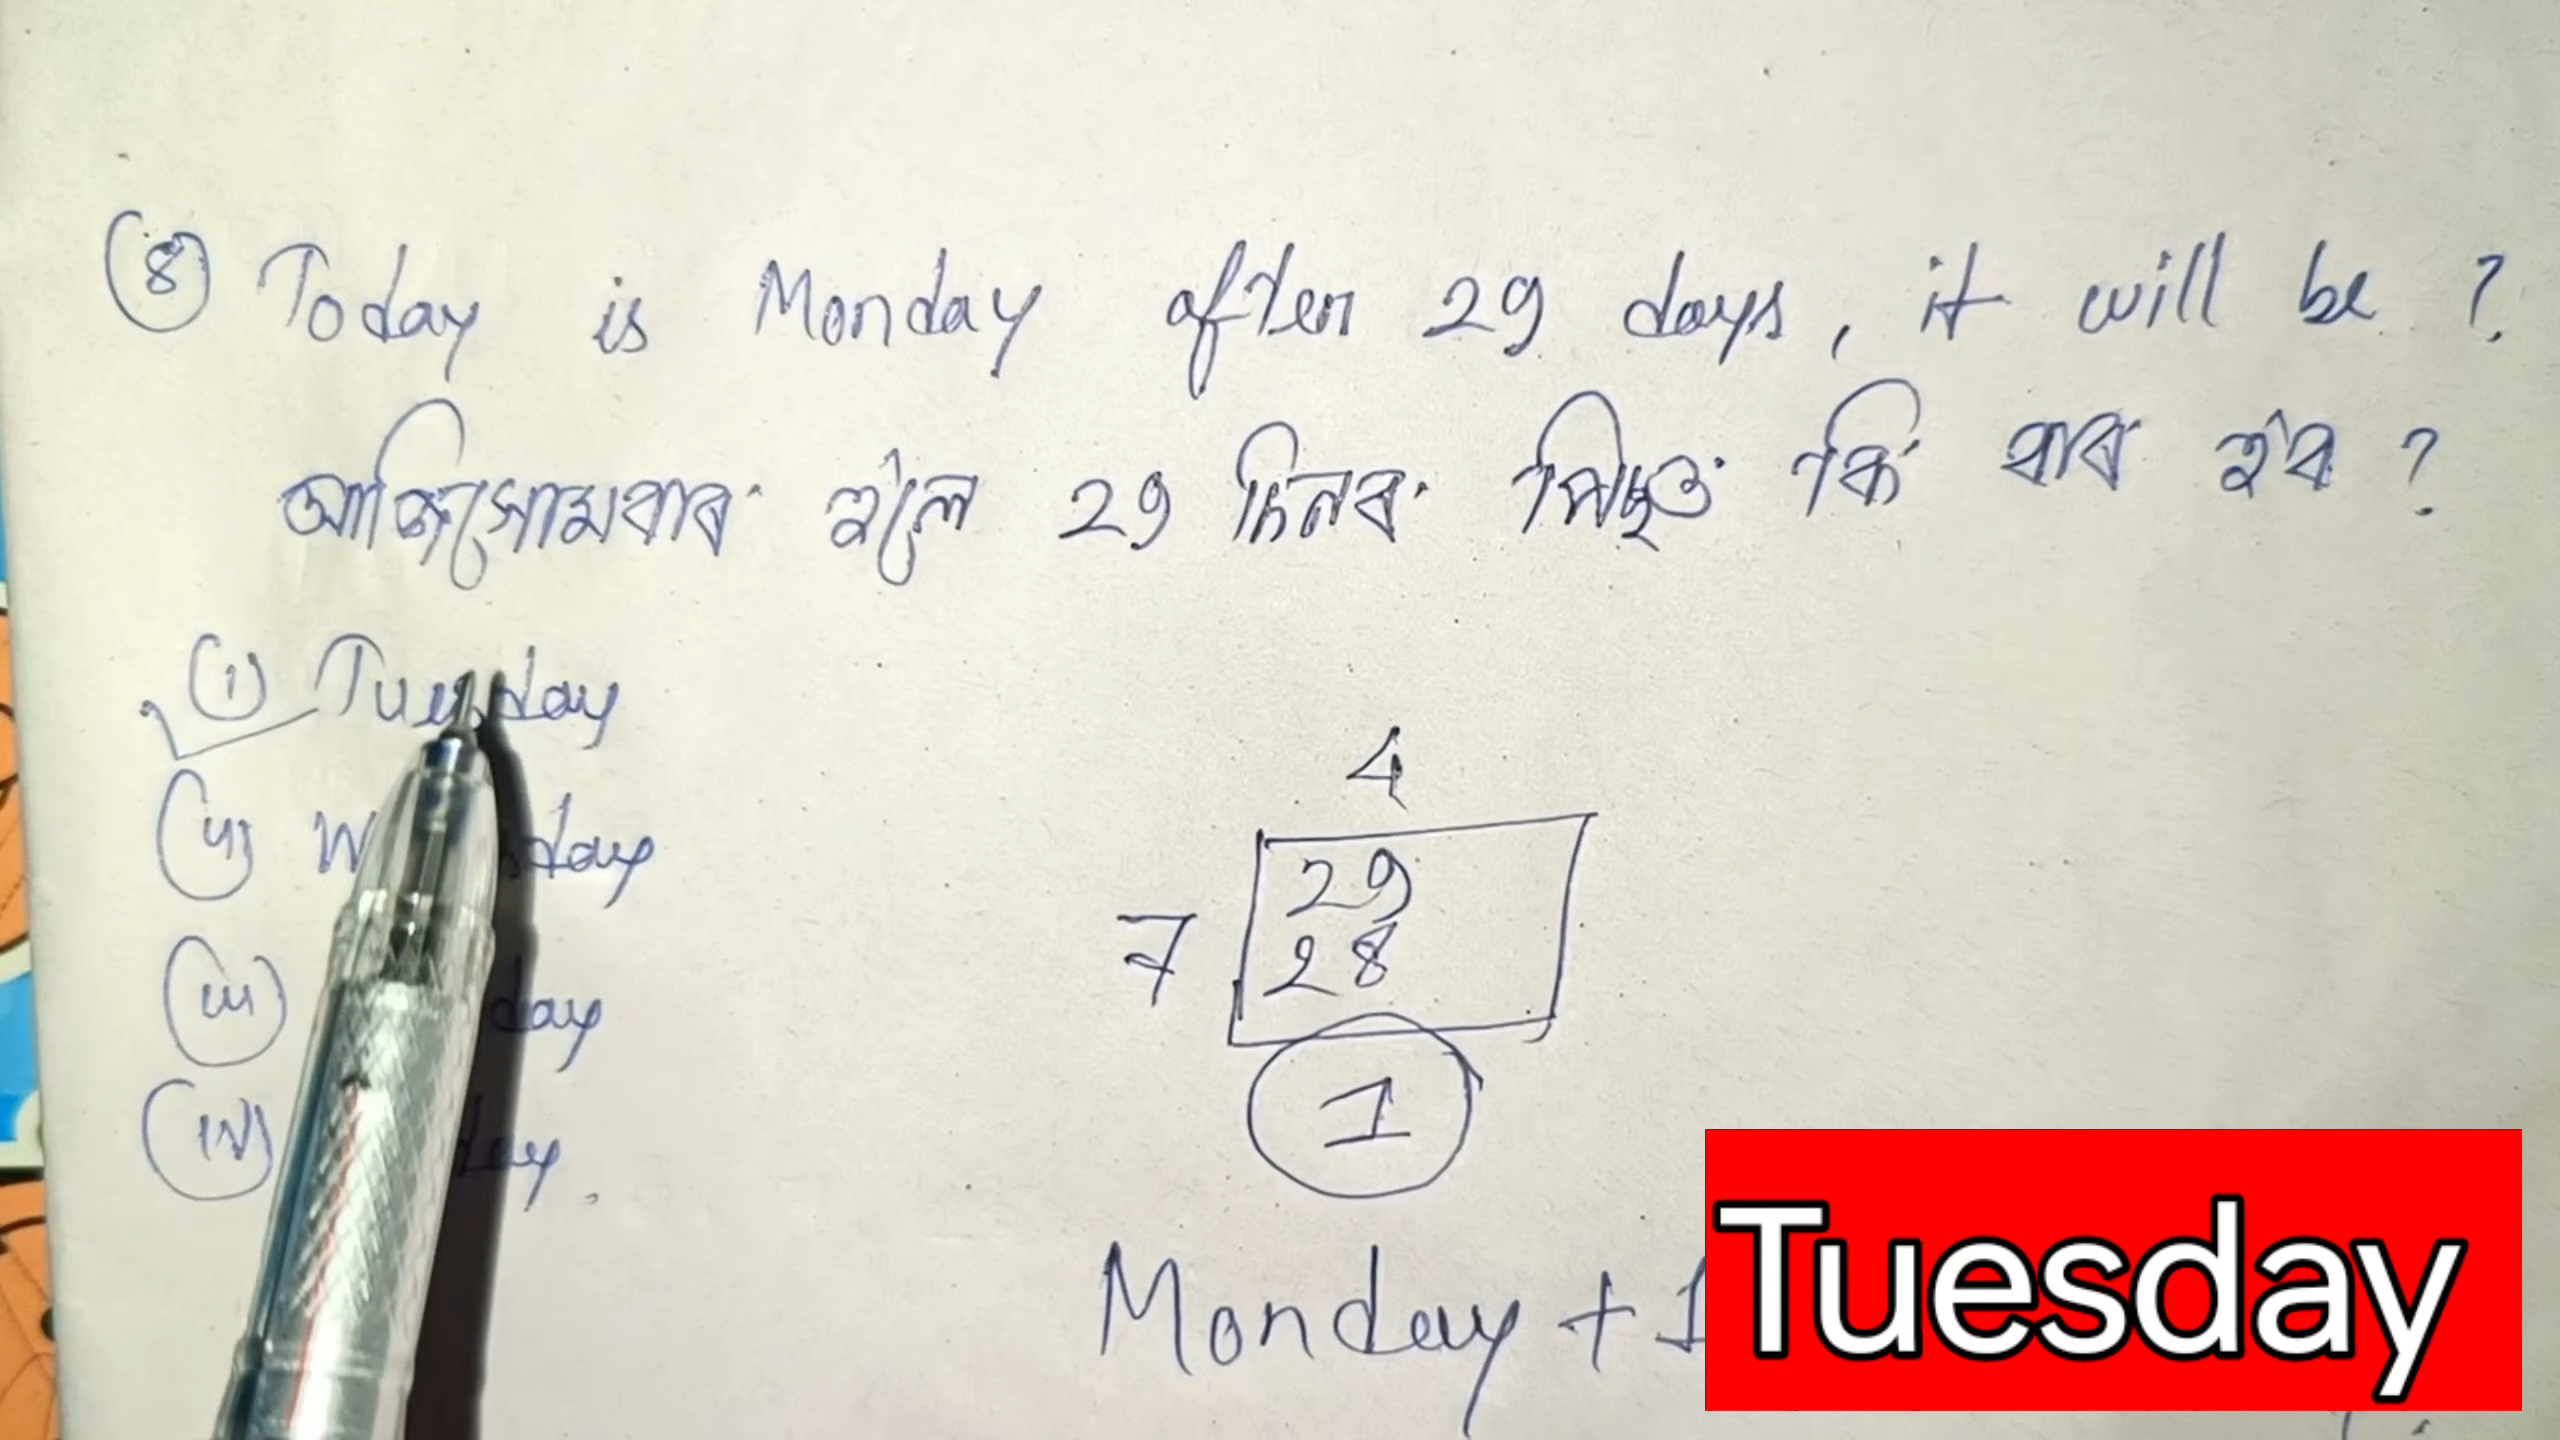 (8) Today is Monday after 29 days, it will be ?
আজি সোমবাৰ হ'লে 29 দিনৰ পিছত কি বাৰ হ'ব ?
(i) Tuesday
(ii)
(iii)
(iv)
4
7 29
28
1
Monday + 1
Tuesday